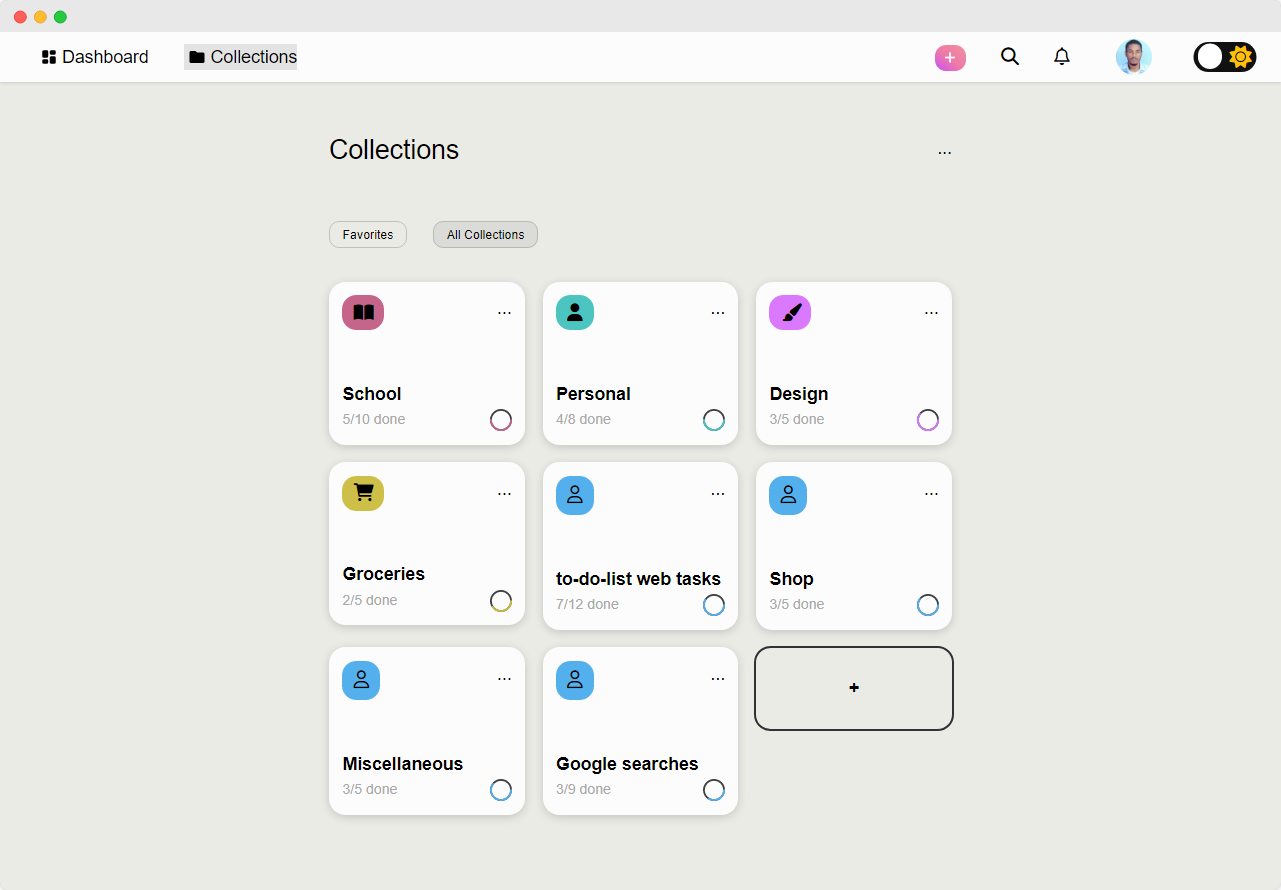 Dashboard
Collections
+
Collections
...
Favorites
All Collections
...
School
5/10 done
...
Personal
4/8 done
...
Design
3/5 done
...
Groceries
2/5 done
...
to-do-list web tasks
7/12 done
...
Shop
3/5 done
...
Miscellaneous
3/5 done
...
Google searches
3/9 done
+